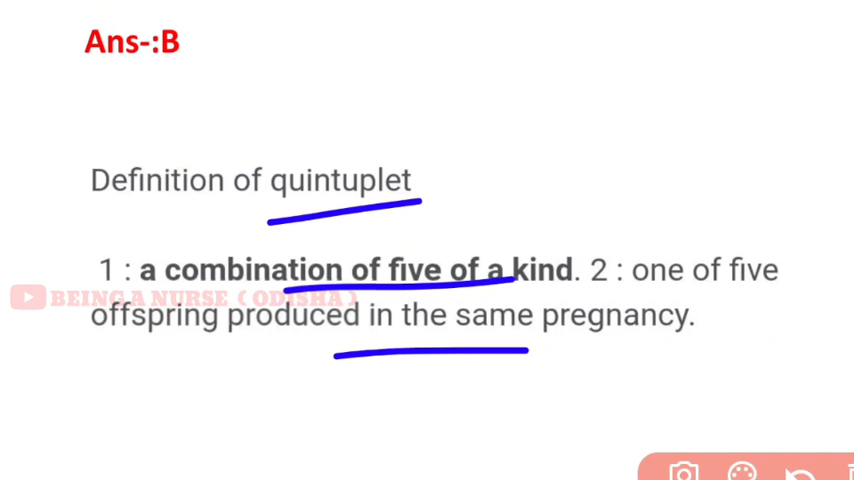 Ans-:B
Definition of quintuplet
1 : a combination of five of a kind. 2 : one of five
BEING A NURSE ( ODISHA )
offspring produced in the same pregnancy.